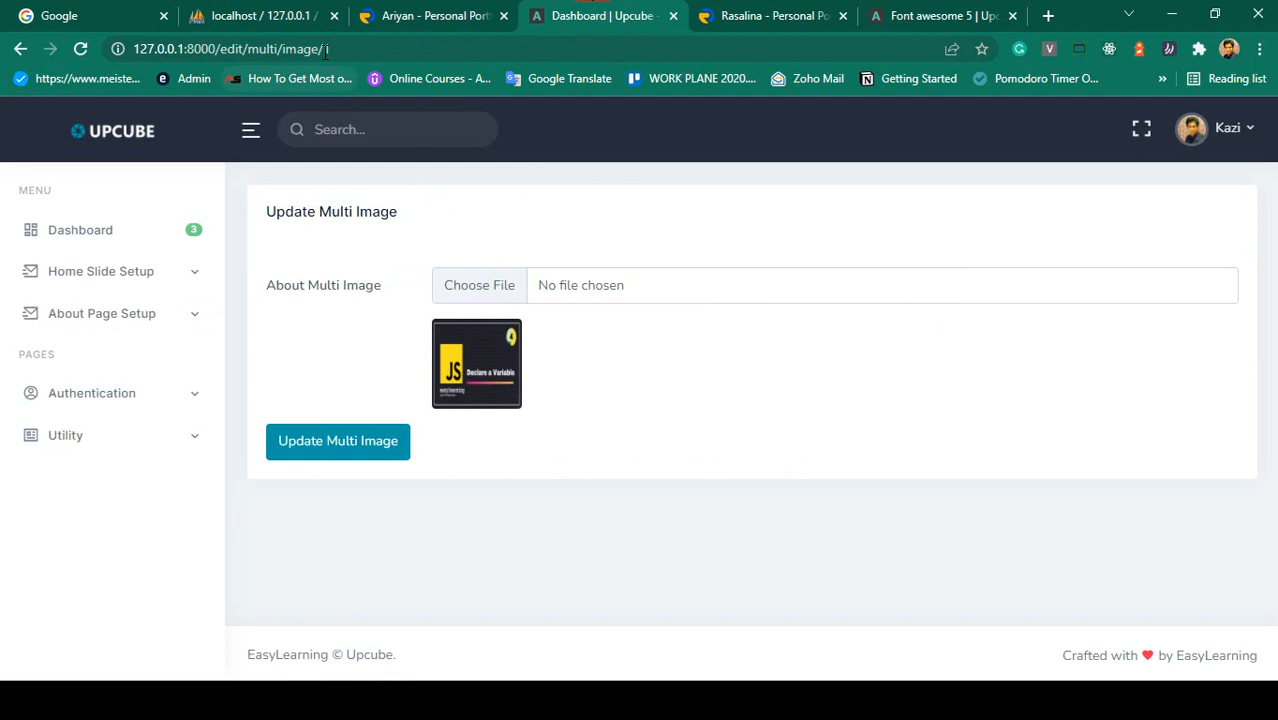 Google
localhost / 127.0.0.1 /
Ariyan - Personal Port
Dashboard | Upcube -
Rasalina - Personal Po
Font awesome 5 | Upc
127.0.0.1:8000/edit/multi/image/
https://www.meiste...
Admin
How To Get Most o...
Online Courses - A...
Google Translate
WORK PLANE 2020....
Zoho Mail
Getting Started
Pomodoro Timer O...
»
Reading list
UPCUBE
Search...
Kazi
MENU
Dashboard
3
Home Slide Setup
About Page Setup
PAGES
Authentication
Utility
Update Multi Image
About Multi Image
Choose File
No file chosen
4
JS
Declare a Variable
easylearning
Update Multi Image
EasyLearning © Upcube.
Crafted with ❤ by EasyLearning